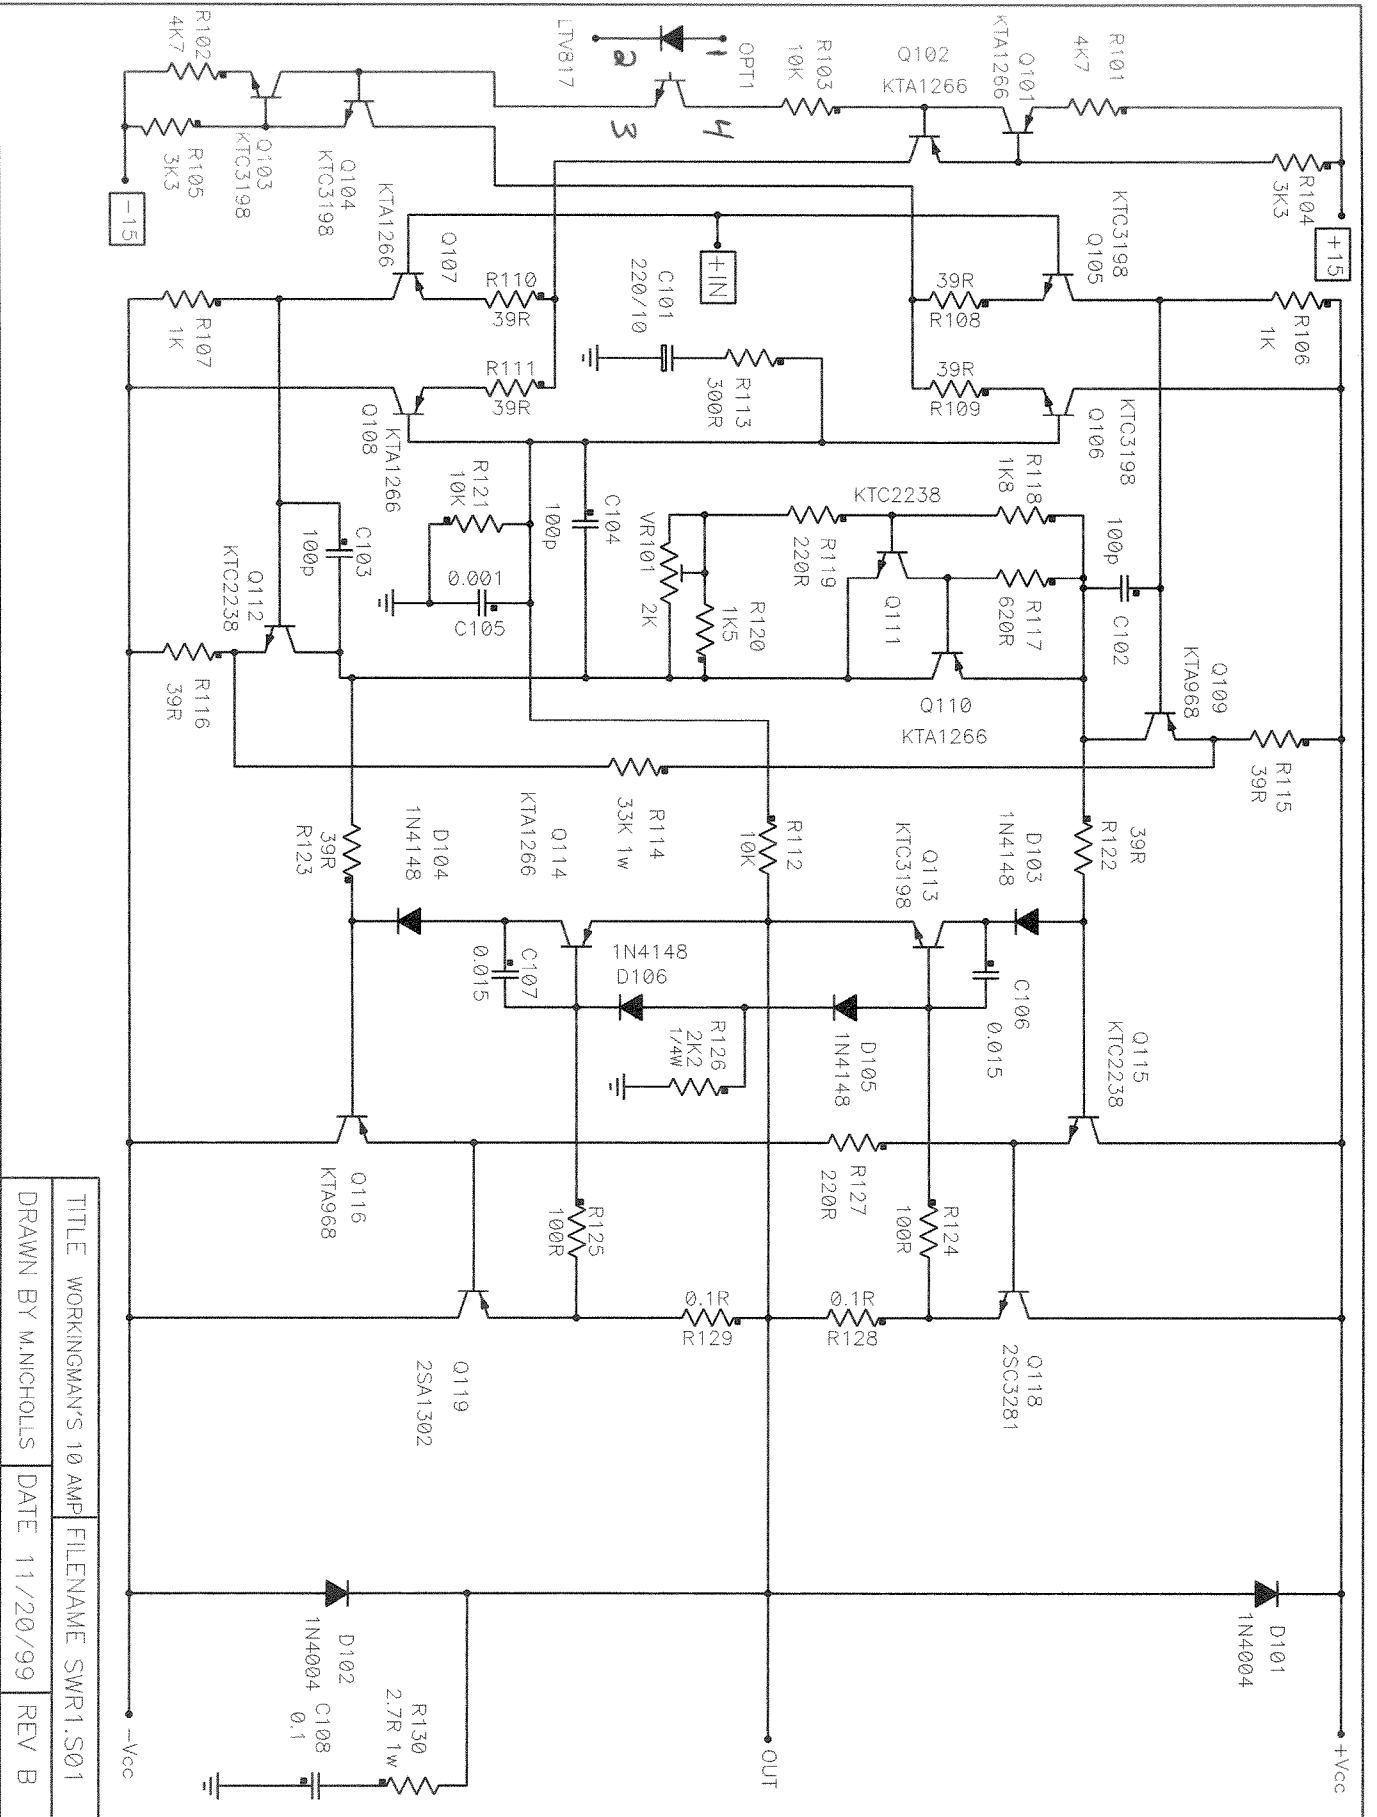 R101
4K7
Q101
KTA1266
Q102
KTA1266
R103
10K
OPT1
1
2
LTV817
4
3
R102
4K7
R104
3K3
+15
R105
3K3
-15
Q103
KTC3198
Q104
KTC3198
KTC3198
Q105
Q107
KTA1266
+IN
C101
220/10
39R
R108
R110
39R
R106
1K
R107
1K
39R
R109
R111
39R
R113
300R
KTC3198
Q106
Q108
KTA1266
R118
1K8
KTC2238
R119
220R
Q111
R117
620R
100p
C102
C104
100p
VR101
2K
R120
1K5
R121
10K
0.001
C105
C103
100p
Q112
KTC2238
R116
39R
Q109
KTA968
Q110
KTA1266
R115
39R
R114
33K 1w
R112
10K
39R
R122
39R
R123
D103
1N4148
Q113
KTC3198
Q114
KTA1266
D104
1N4148
1N4148
D106
C107
0.015
C106
0.015
D105
1N4148
R126
2K2
1/4W
Q115
KTC2238
Q116
KTA968
R127
220R
R124
100R
R125
100R
0.1R
R128
0.1R
R129
Q118
2SC3281
Q119
2SA1302
D101
1N4004
D102
1N4004
R130
2.7R 1w
C108
0.1
+Vcc
OUT
-Vcc
TITLE WORKINGMAN'S 10 AMP FILENAME SWR1.S01
DRAWN BY M.NICHOLLS DATE 11/20/99 REV B